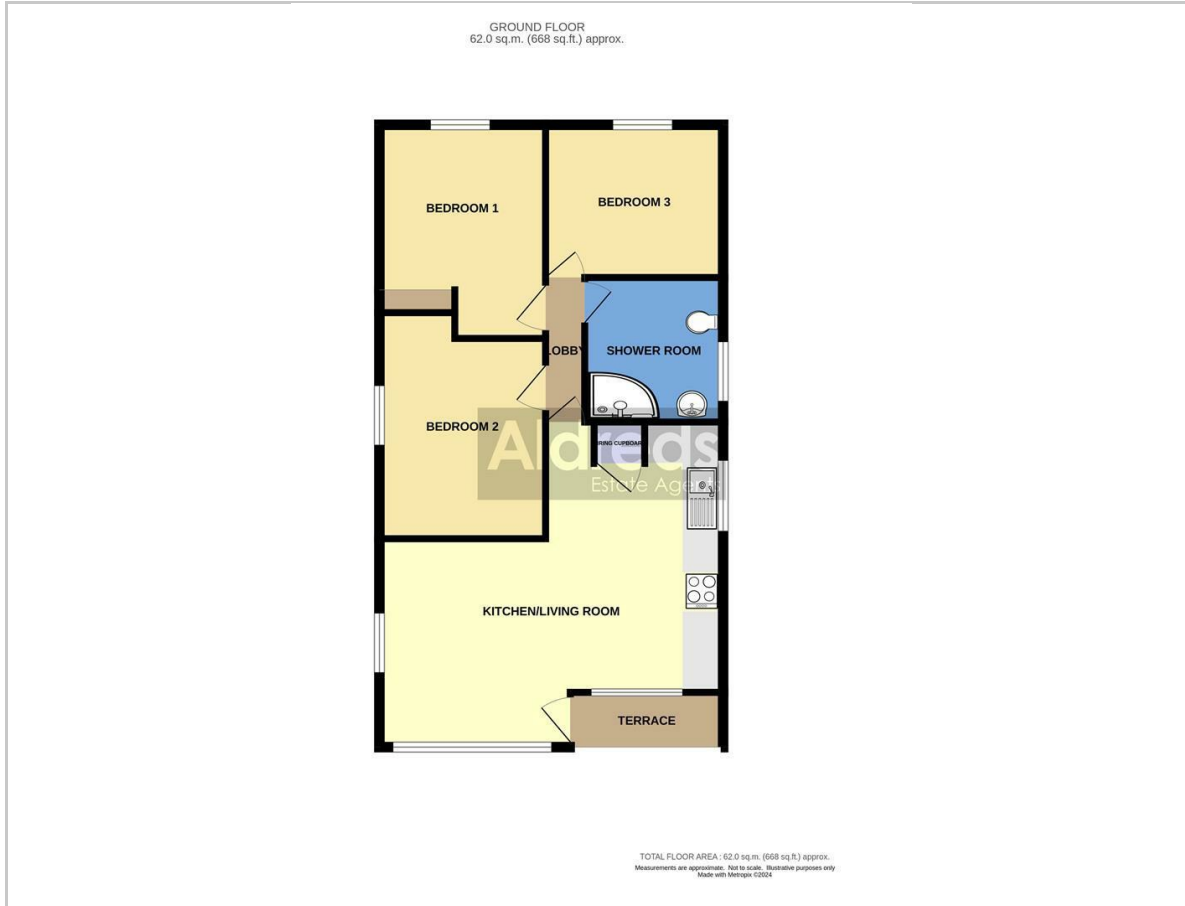 GROUND FLOOR
62.0 sq.m. (668 sq.ft.) approx.
BEDROOM 1
BEDROOM 3
LOBBY
SHOWER ROOM
BEDROOM 2
Aldreds
Estate Agents
RING CUPBOAR
KITCHEN/LIVING ROOM
TERRACE
TOTAL FLOOR AREA : 62.0 sq.m. (668 sq.ft.) approx.
Measurements are approximate. Not to scale. Illustrative purposes only
Made with Metropix ©2024